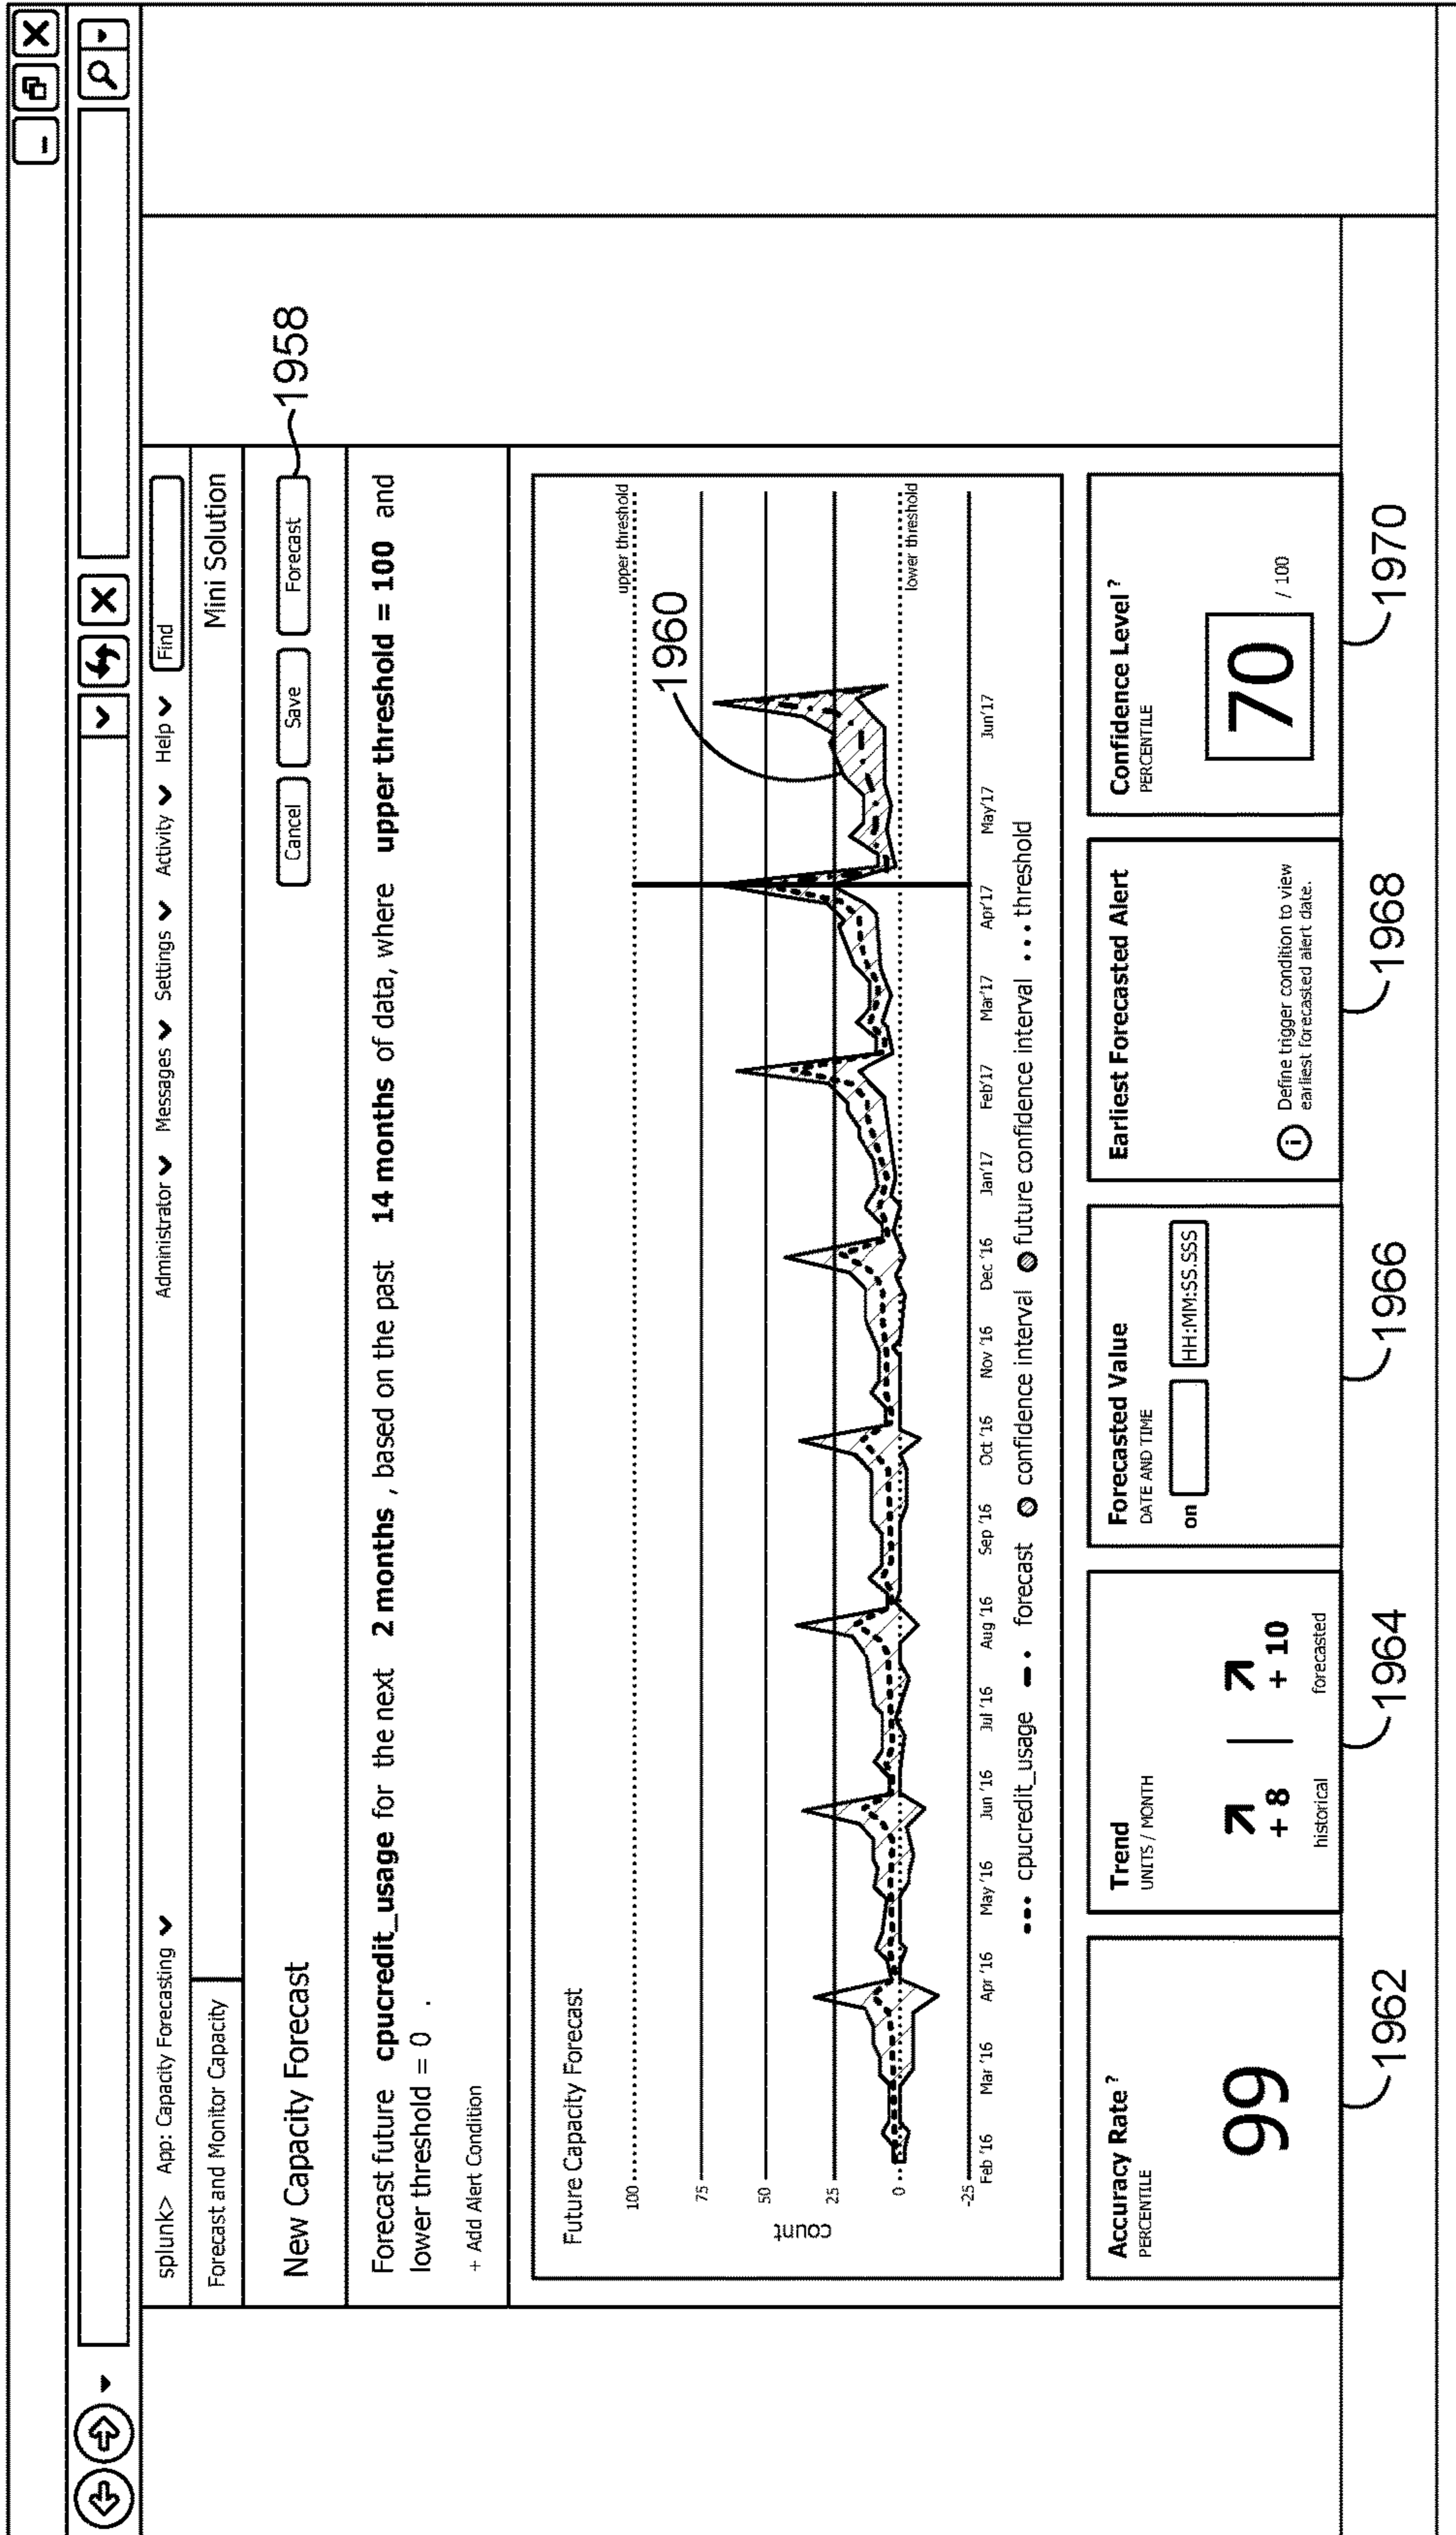 splunk> App: Capacity Forecasting Administrator Messages Settings Activity Help Find
Forecast and Monitor Capacity Mini Solution
New Capacity Forecast Cancel Save Forecast 1958
Forecast future cpucredit_usage for the next 2 months , based on the past 14 months of data, where upper threshold = 100 and
lower threshold = 0 .
+ Add Alert Condition
Future Capacity Forecast
upper threshold
100
1960
75
50
25
0
lower threshold
-25
count
Feb '16 Mar '16 Apr '16 May '16 Jun '16 Jul '16 Aug '16 Sep '16 Oct '16 Nov '16 Dec '16 Jan'17 Feb'17 Mar'17 Apr'17 May'17 Jun'17
cpucredit_usage forecast confidence interval future confidence interval threshold
Accuracy Rate ?
PERCENTILE
99
1962
Trend
UNITS / MONTH
+ 8 + 10
historical forecasted
1964
Forecasted Value
DATE AND TIME
on HH:MM:SS.SSS
1966
Earliest Forecasted Alert
i Define trigger condition to view
earliest forecasted alert date.
1968
Confidence Level ?
PERCENTILE
70 / 100
1970